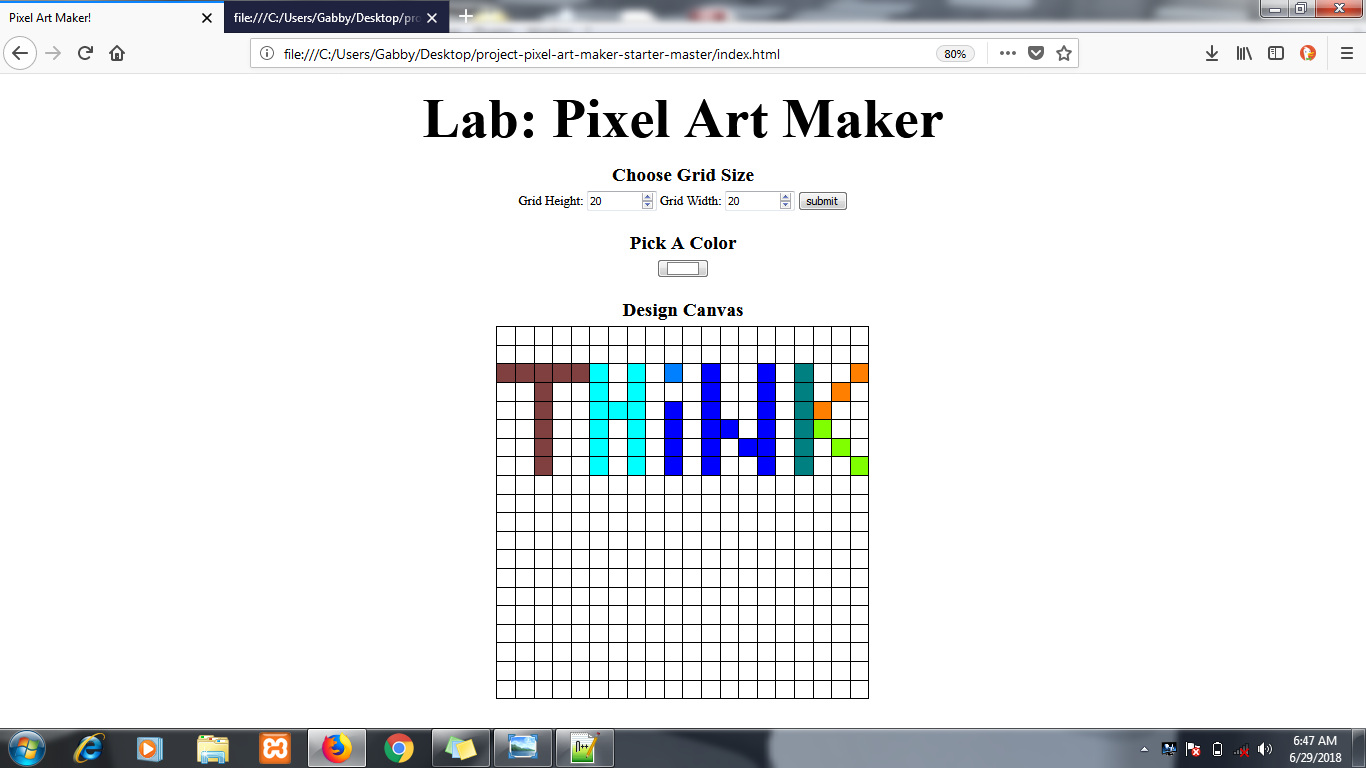 Pixel Art Maker!
file:///C:/Users/Gabby/Desktop/pro
file:///C:/Users/Gabby/Desktop/project-pixel-art-maker-starter-master/index.html
80%
Lab: Pixel Art Maker
Choose Grid Size
Grid Height: 20 Grid Width: 20 submit
Pick A Color
Design Canvas
THiNK
6:47 AM
6/29/2018